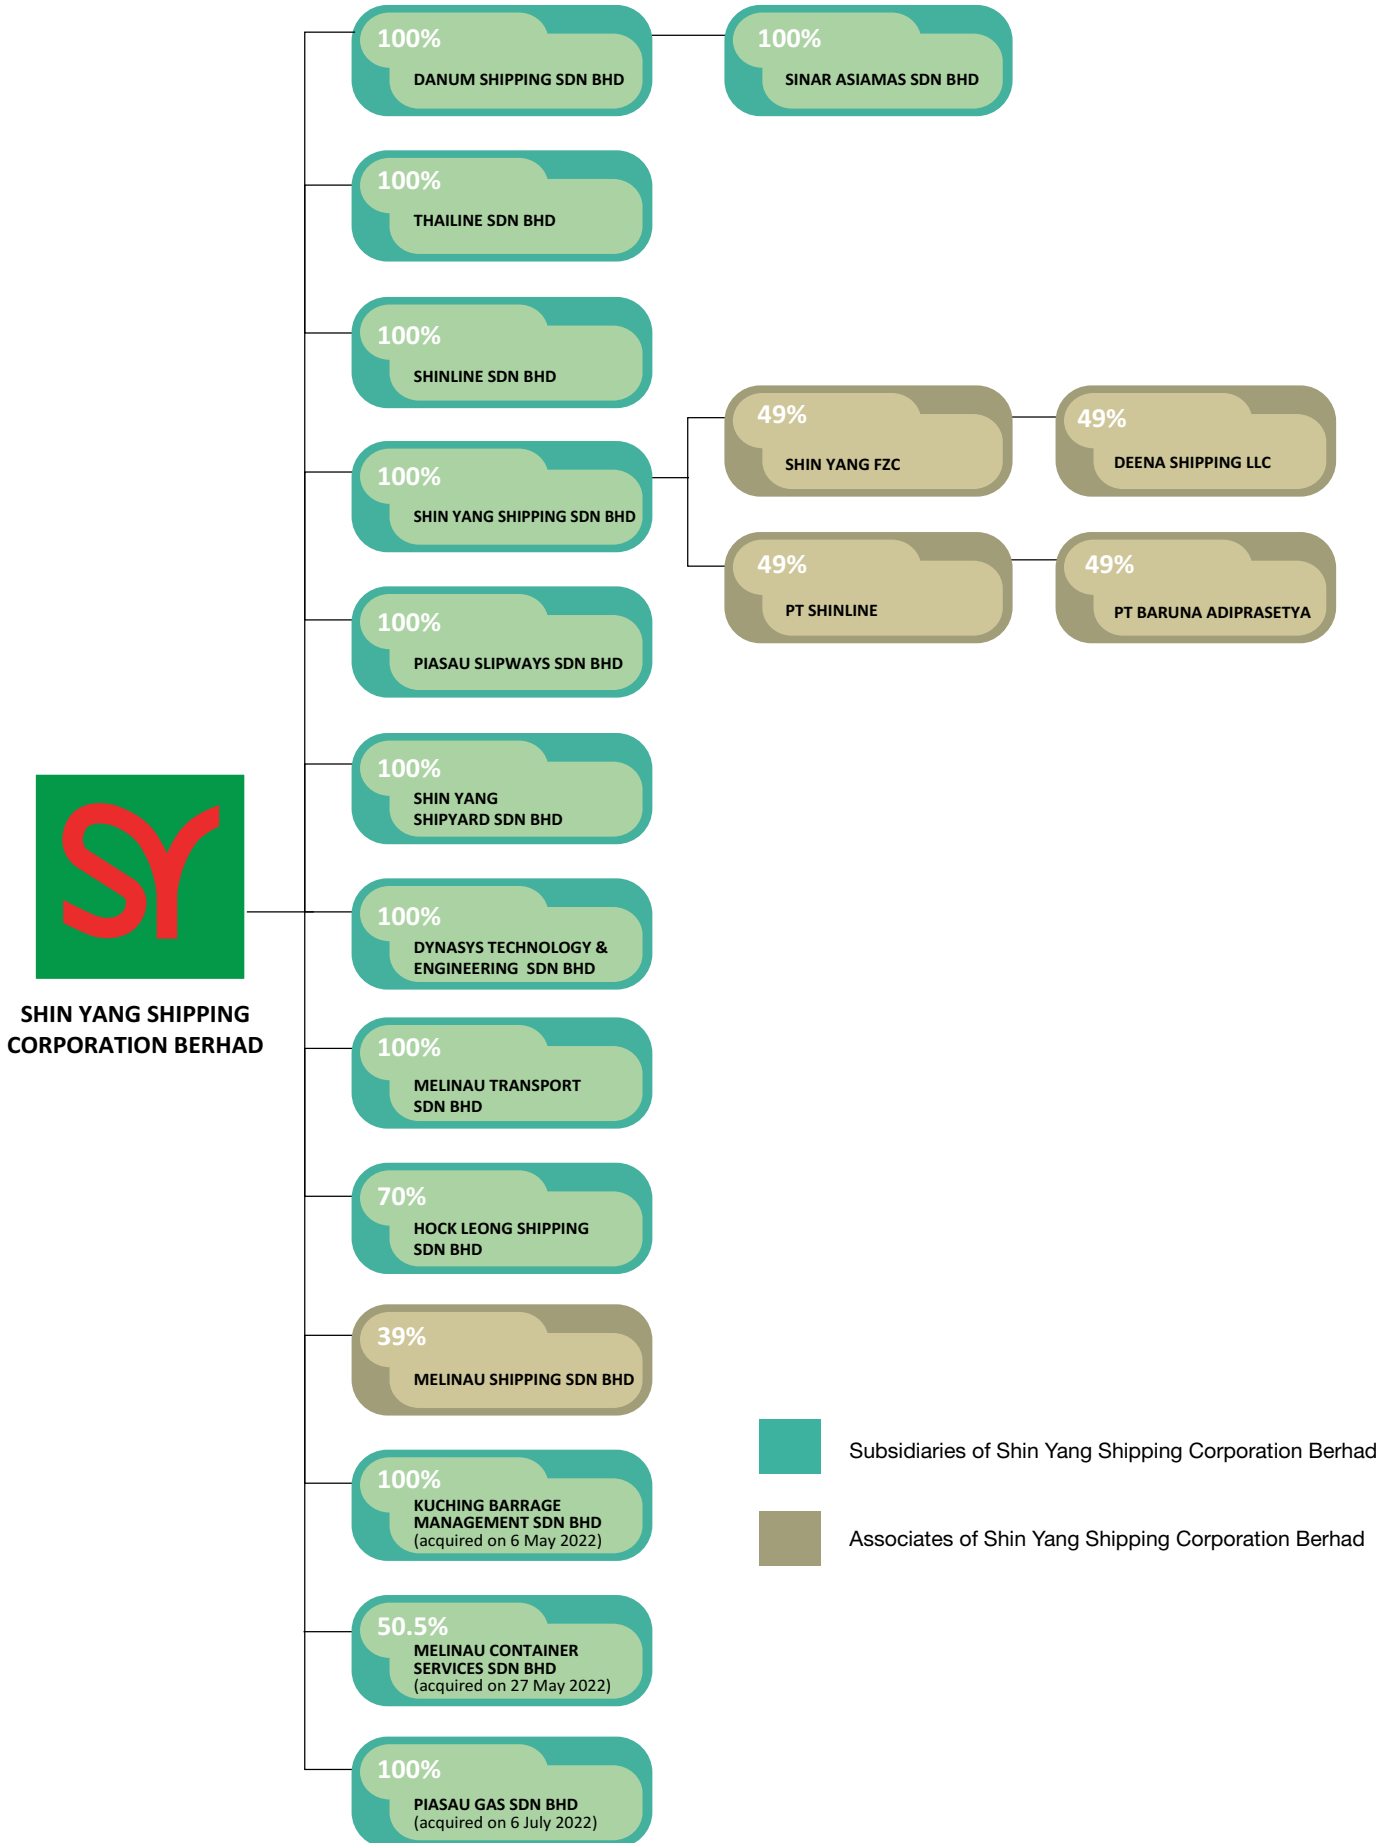 100%
DANUM SHIPPING SDN BHD
100%
SINAR ASIAMAS SDN BHD
100%
THAILINE SDN BHD
100%
SHINLINE SDN BHD
100%
SHIN YANG SHIPPING SDN BHD
49%
SHIN YANG FZC
49%
DEENA SHIPPING LLC
49%
PT SHINLINE
49%
PT BARUNA ADIPRASETYA
100%
PIASAU SLIPWAYS SDN BHD
100%
SHIN YANG
SHIPYARD SDN BHD
SY
SHIN YANG SHIPPING
CORPORATION BERHAD
100%
DYNASYS TECHNOLOGY &
ENGINEERING SDN BHD
100%
MELINAU TRANSPORT
SDN BHD
70%
HOCK LEONG SHIPPING
SDN BHD
39%
MELINAU SHIPPING SDN BHD
100%
KUCHING BARRAGE
MANAGEMENT SDN BHD
(acquired on 6 May 2022)
50.5%
MELINAU CONTAINER
SERVICES SDN BHD
(acquired on 27 May 2022)
100%
PIASAU GAS SDN BHD
(acquired on 6 July 2022)
Subsidiaries of Shin Yang Shipping Corporation Berhad
Associates of Shin Yang Shipping Corporation Berhad